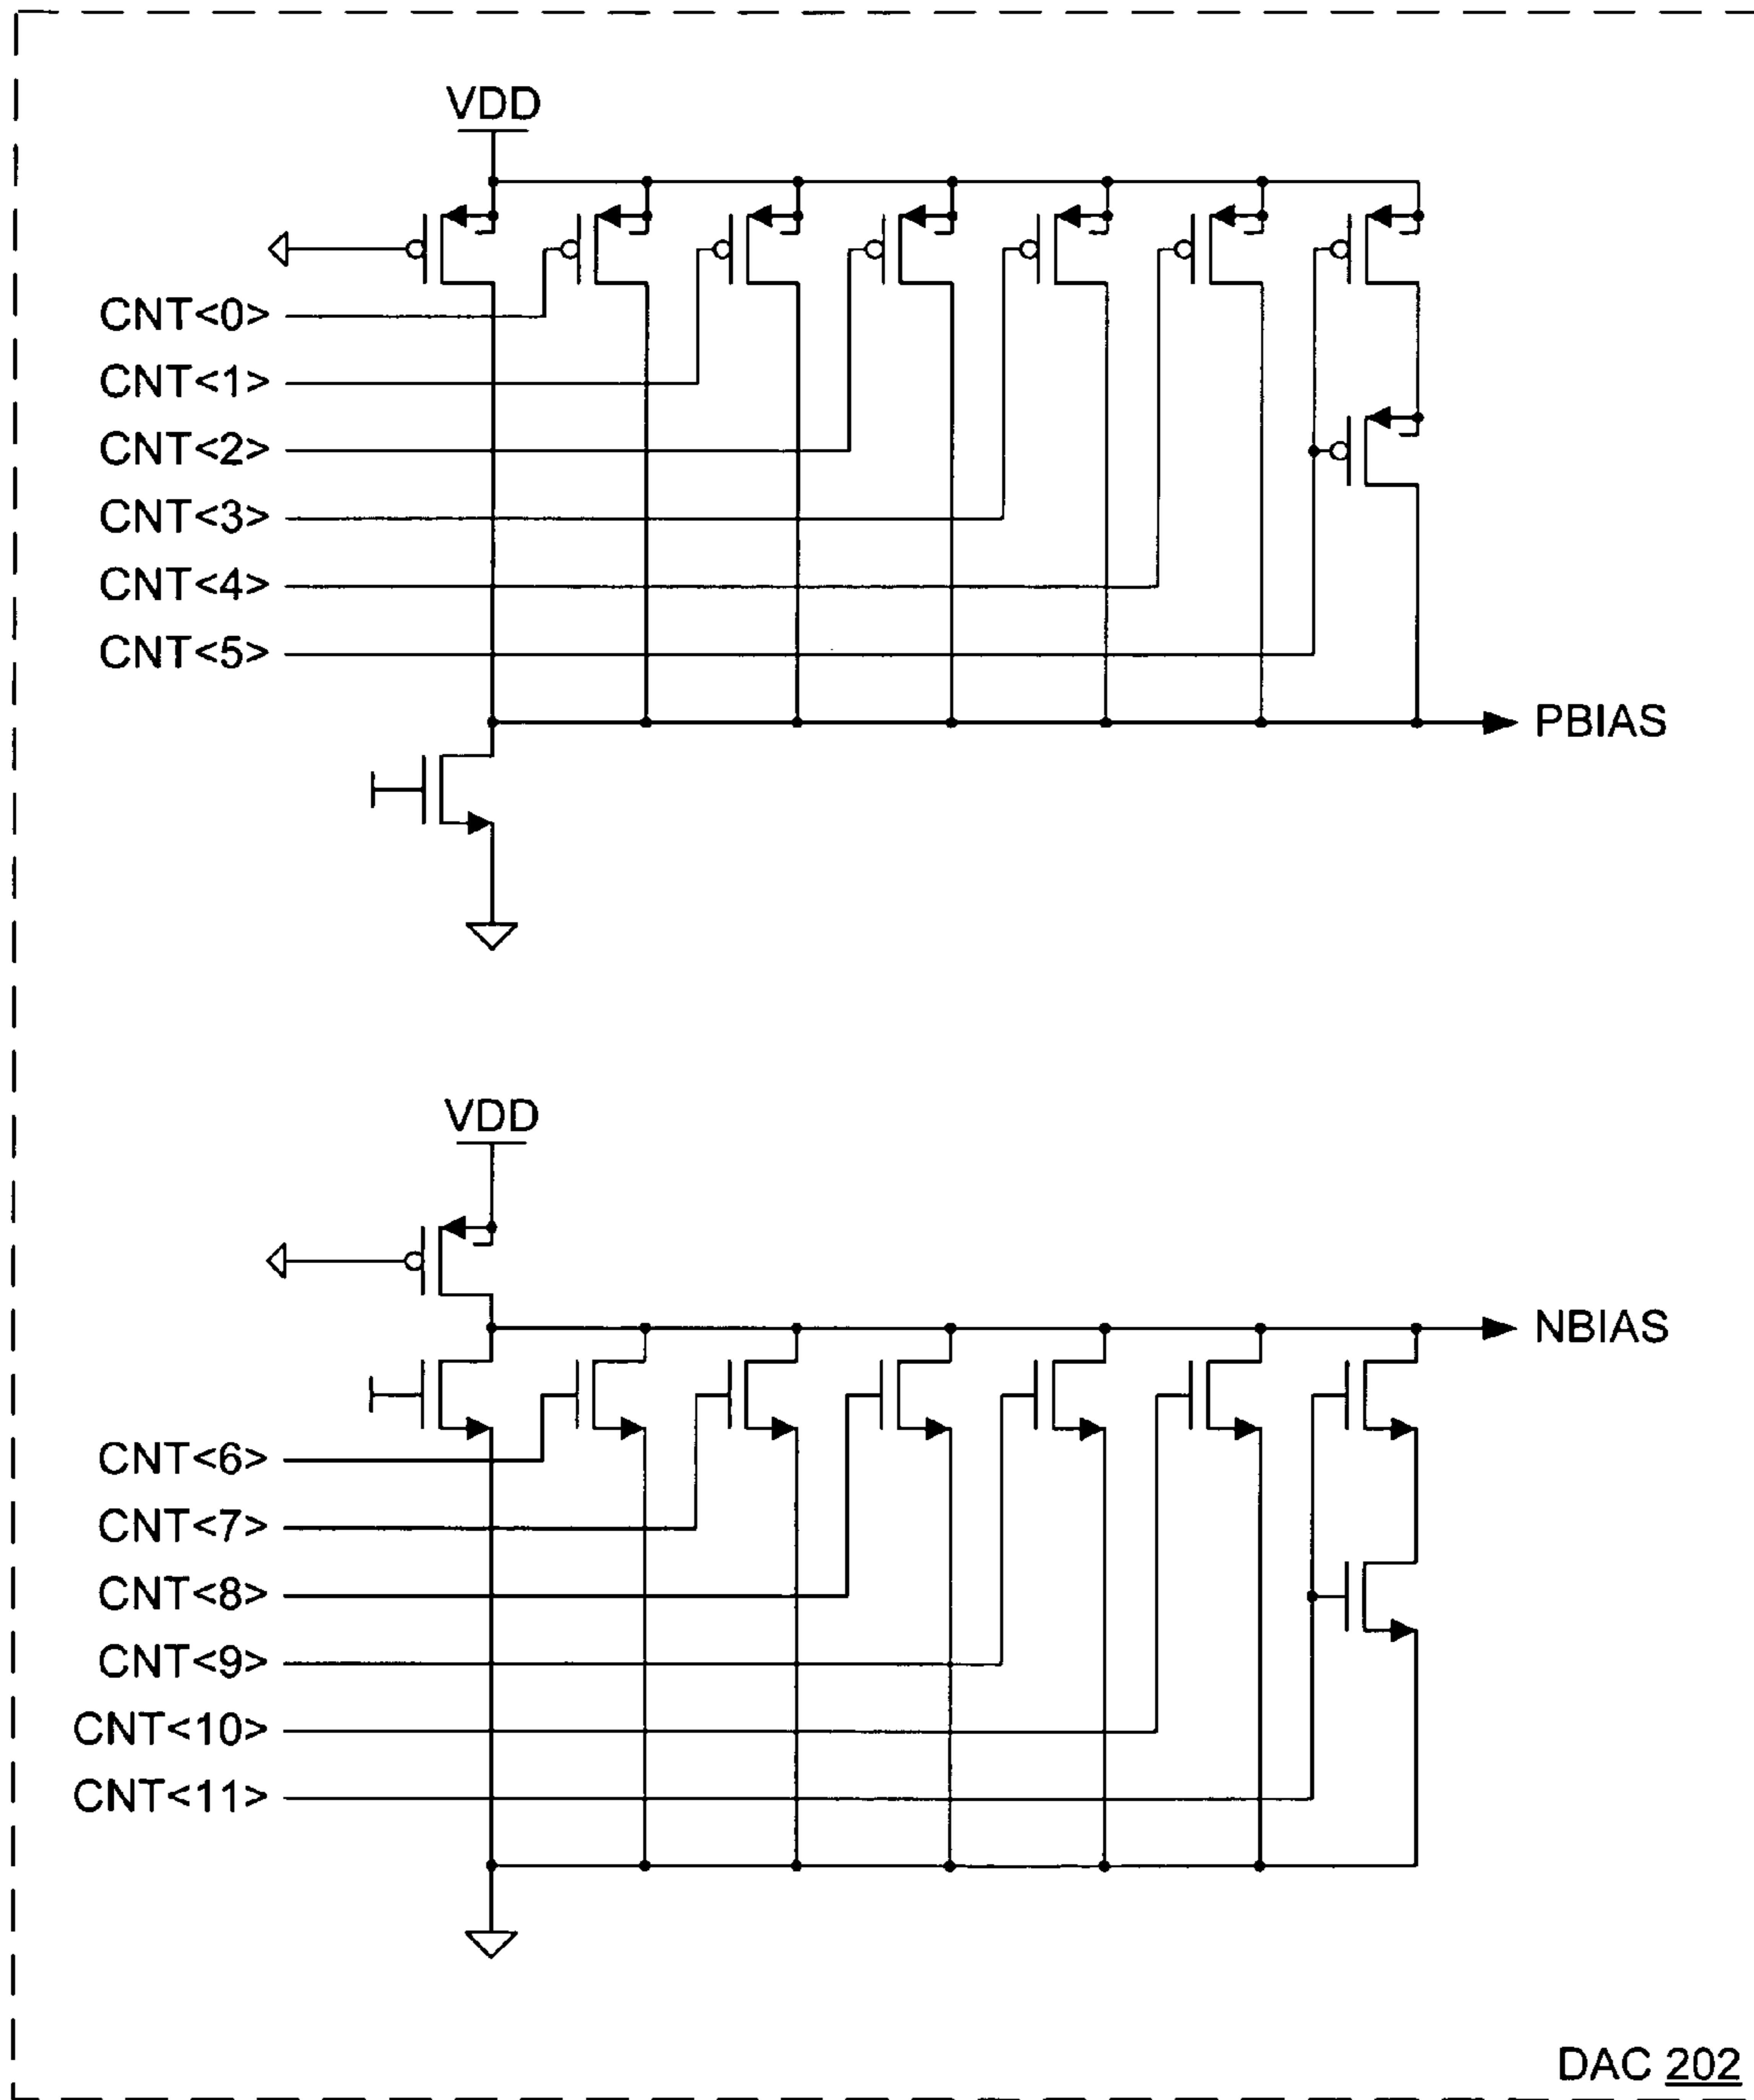 VDD
CNT<0>
CNT<1>
CNT<2>
CNT<3>
CNT<4>
CNT<5>
PBIAS
VDD
NBIAS
CNT<6>
CNT<7>
CNT<8>
CNT<9>
CNT<10>
CNT<11>
DAC 202